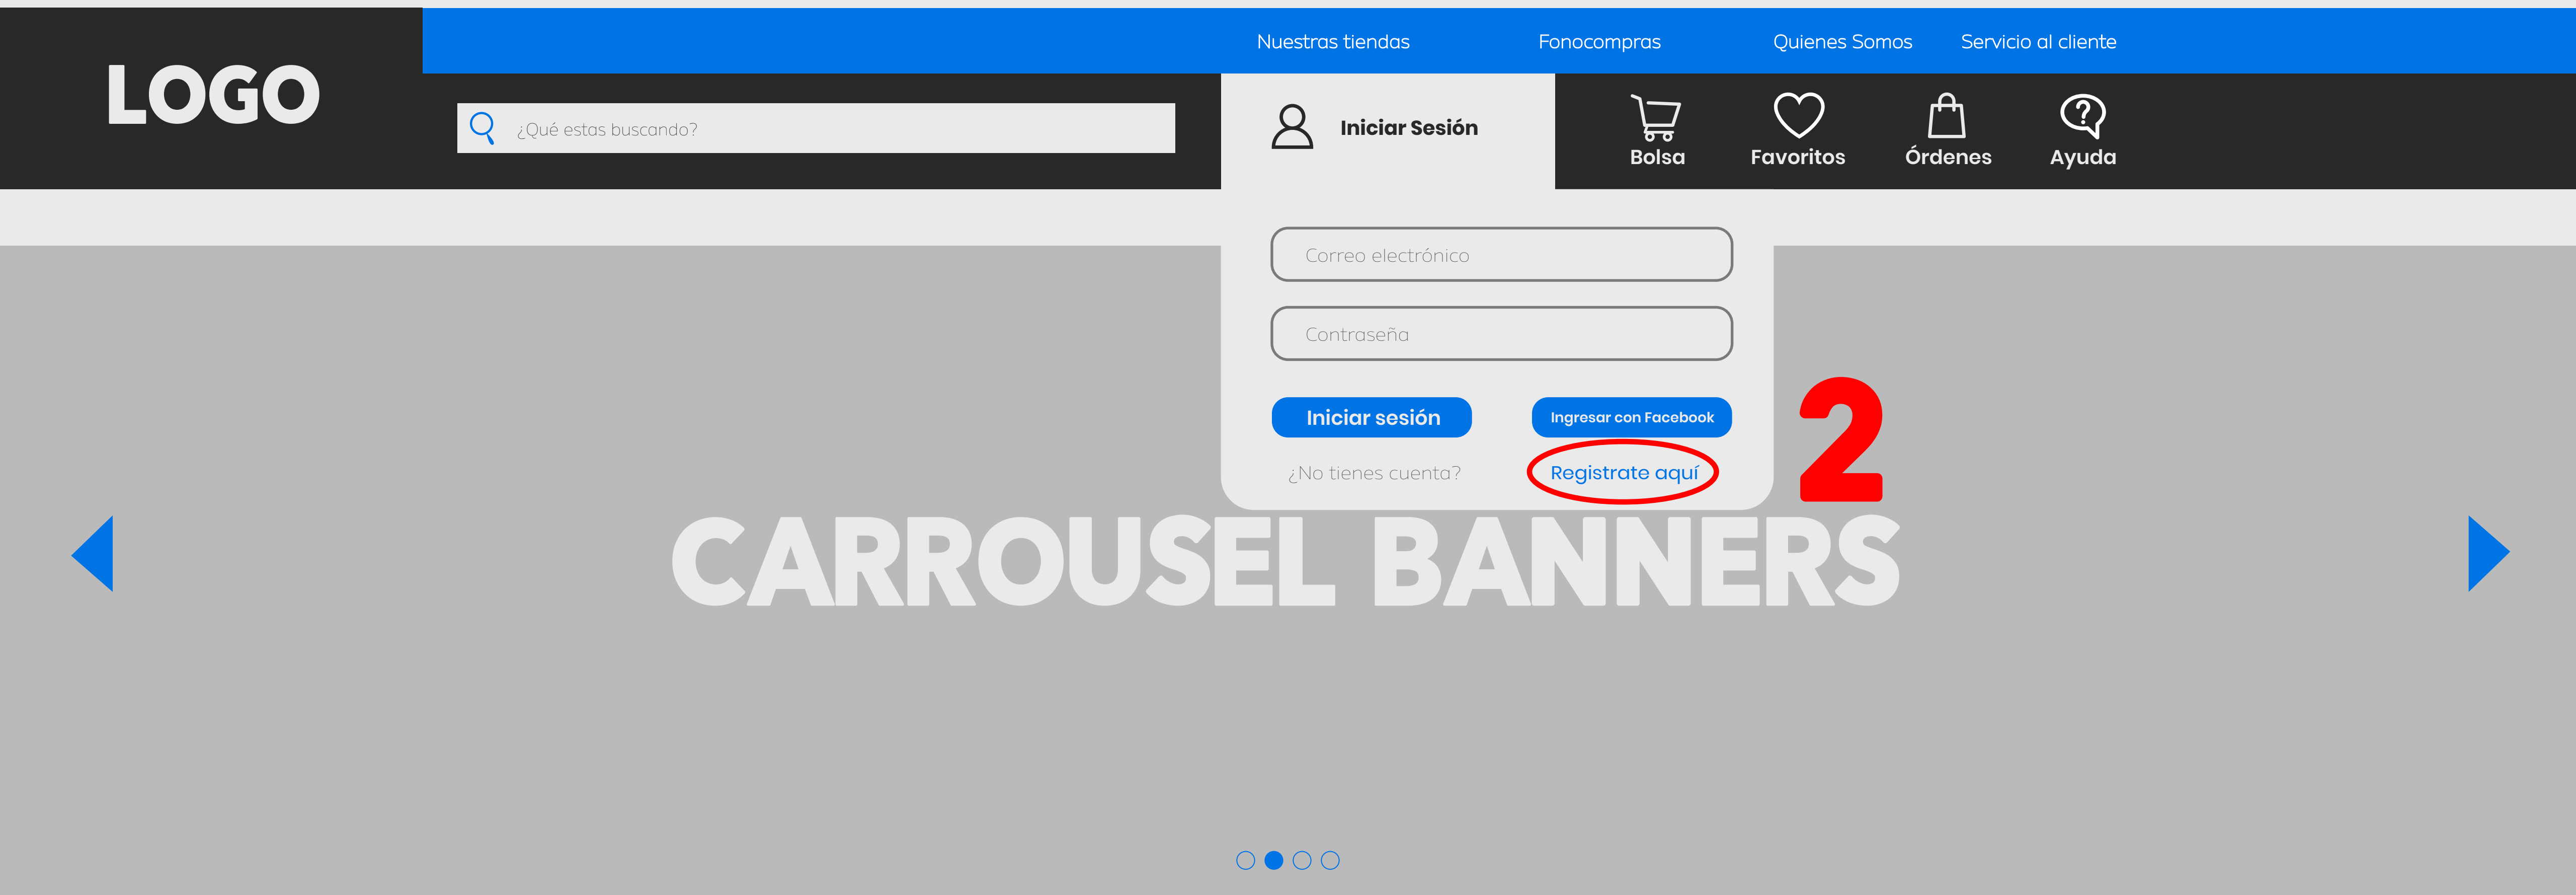 Nuestras tiendas Fonocompras Quienes Somos Servicio al cliente
LOGO
¿Qué estas buscando?
Iniciar Sesión
Bolsa Favoritos Órdenes Ayuda
Correo electrónico
Contraseña
Iniciar sesión Ingresar con Facebook
¿No tienes cuenta? Registrate aquí
2
CARROUSEL BANNERS